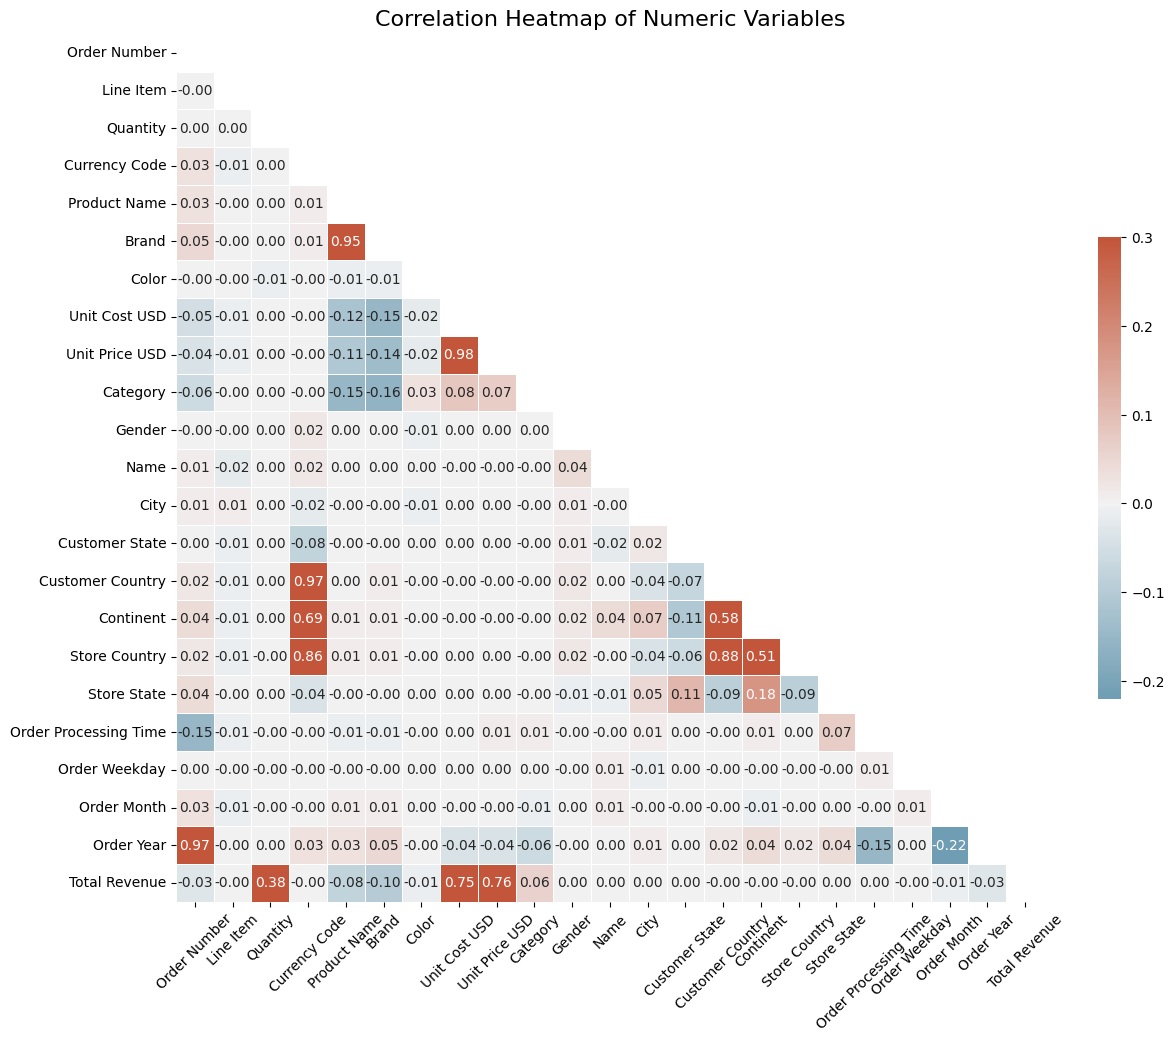 Correlation Heatmap of Numeric Variables
Order Number
Line Item -0.00
Quantity 0.00 0.00
Currency Code 0.03 -0.01 0.00
Product Name 0.03 -0.00 0.00 0.01
Brand 0.05 -0.00 0.00 0.01 0.95
Color -0.00 -0.00 -0.01 -0.00 -0.01 -0.01
Unit Cost USD -0.05 -0.01 0.00 -0.00 -0.12 -0.15 -0.02
Unit Price USD -0.04 -0.01 0.00 -0.00 -0.11 -0.14 -0.02 0.98
Category -0.06 0.00 0.00 -0.00 -0.15 -0.16 0.03 0.08 0.07
Gender -0.00 -0.00 0.00 0.02 0.00 0.00 -0.01 0.00 0.00 0.00
Name 0.01 -0.02 0.00 0.02 0.00 0.00 0.00 -0.00 -0.00 -0.00 0.04
City 0.01 0.01 0.00 -0.02 -0.00 -0.00 -0.01 0.00 0.00 -0.00 0.01 -0.00
Customer State 0.00 -0.01 0.00 -0.08 -0.00 -0.00 0.00 0.00 0.00 -0.00 0.01 -0.02 0.02
Customer Country 0.02 -0.01 0.00 0.97 0.00 0.01 -0.00 -0.00 -0.00 -0.00 0.02 0.00 -0.04 -0.07
Continent 0.04 -0.01 0.00 0.69 0.01 0.01 -0.00 -0.00 -0.00 -0.00 0.02 0.04 0.07 -0.11 0.58
Store Country 0.02 -0.01 -0.00 0.86 0.01 0.01 -0.00 0.00 -0.00 -0.00 0.02 -0.00 -0.04 -0.06 0.88 0.51
Store State 0.04 -0.00 0.00 -0.04 -0.00 0.00 -0.00 0.00 0.00 -0.00 -0.01 -0.01 0.05 0.11 -0.09 0.18 -0.09
Order Processing Time -0.15 -0.01 -0.00 -0.00 -0.01 -0.01 -0.00 0.00 0.01 0.01 -0.00 -0.00 0.01 0.00 -0.00 0.01 0.00 0.07
Order Weekday 0.00 -0.00 -0.00 -0.00 -0.00 -0.00 0.00 0.00 0.00 0.00 -0.00 0.01 -0.01 0.00 -0.00 -0.00 -0.00 -0.00 0.01
Order Month 0.03 -0.01 -0.00 -0.00 0.01 0.01 0.00 -0.00 -0.00 -0.01 0.00 0.01 -0.00 -0.00 -0.00 -0.01 -0.00 0.00 -0.00 0.01
Order Year 0.97 -0.00 0.00 0.03 0.03 0.05 -0.00 -0.04 -0.04 -0.06 -0.00 0.00 0.01 0.00 0.02 0.04 0.02 0.04 -0.15 0.00 -0.22
Total Revenue -0.03 -0.00 0.38 -0.00 -0.08 -0.10 -0.01 0.75 0.76 0.06 0.00 0.00 0.00 0.00 -0.00 -0.00 -0.00 0.00 0.00 -0.00 -0.01 -0.03
Order Number
Line Item
Quantity
Currency Code
Product Name
Brand
Color
Unit Cost USD
Unit Price USD
Category
Gender
Name
City
Customer State
Customer Country
Continent
Store Country
Store State
Order Processing Time
Order Weekday
Order Month
Order Year
Total Revenue
0.3
0.2
0.1
0.0
−0.1
−0.2